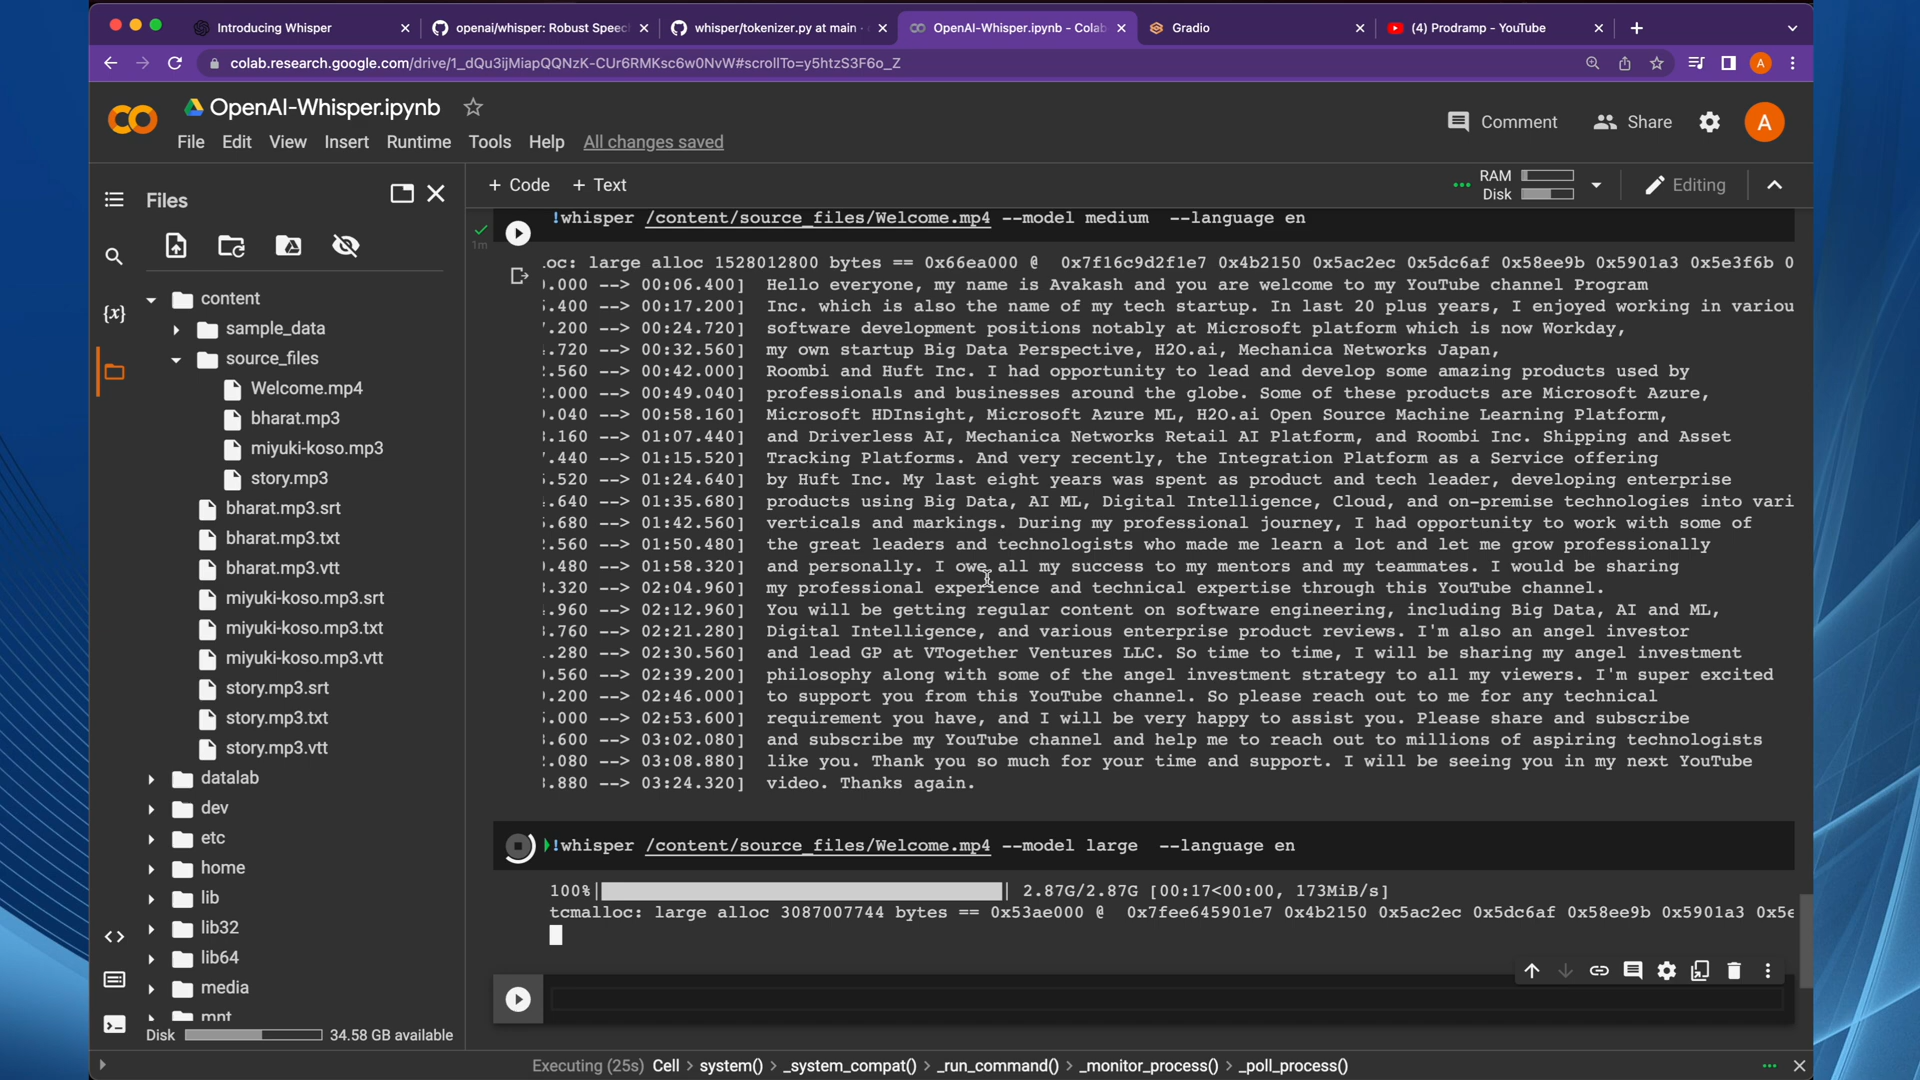 Introducing Whisper
openai/whisper: Robust Speec
whisper/tokenizer.py at main ·
OpenAI-Whisper.ipynb - Colab
Gradio
(4) Prodramp - YouTube
colab.research.google.com/drive/1_dQu3ijMiapQQNzK-CUr6RMKsc6w0NvW#scrollTo=y5htzS3F6o_Z
A
OpenAI-Whisper.ipynb
File Edit View Insert Runtime Tools Help All changes saved
Comment Share A
Files
+ Code + Text
RAM
Disk
Editing
content
sample_data
source_files
Welcome.mp4
bharat.mp3
miyuki-koso.mp3
story.mp3
bharat.mp3.srt
bharat.mp3.txt
bharat.mp3.vtt
miyuki-koso.mp3.srt
miyuki-koso.mp3.txt
miyuki-koso.mp3.vtt
story.mp3.srt
story.mp3.txt
story.mp3.vtt
datalab
dev
etc
home
lib
lib32
lib64
media
mnt
Disk 34.58 GB available
{x}
1m
!whisper /content/source_files/Welcome.mp4 --model medium --language en
.oc: large alloc 1528012800 bytes == 0x66ea000 @ 0x7f16c9d2f1e7 0x4b2150 0x5ac2ec 0x5dc6af 0x58ee9b 0x5901a3 0x5e3f6b 0
).000 --> 00:06.400] Hello everyone, my name is Avakash and you are welcome to my YouTube channel Program
5.400 --> 00:17.200] Inc. which is also the name of my tech startup. In last 20 plus years, I enjoyed working in variou
7.200 --> 00:24.720] software development positions notably at Microsoft platform which is now Workday,
4.720 --> 00:32.560] my own startup Big Data Perspective, H2O.ai, Mechanica Networks Japan,
2.560 --> 00:42.000] Roombi and Huft Inc. I had opportunity to lead and develop some amazing products used by
2.000 --> 00:49.040] professionals and businesses around the globe. Some of these products are Microsoft Azure,
9.040 --> 00:58.160] Microsoft HDInsight, Microsoft Azure ML, H2O.ai Open Source Machine Learning Platform,
8.160 --> 01:07.440] and Driverless AI, Mechanica Networks Retail AI Platform, and Roombi Inc. Shipping and Asset
7.440 --> 01:15.520] Tracking Platforms. And very recently, the Integration Platform as a Service offering
5.520 --> 01:24.640] by Huft Inc. My last eight years was spent as product and tech leader, developing enterprise
4.640 --> 01:35.680] products using Big Data, AI ML, Digital Intelligence, Cloud, and on-premise technologies into vari
5.680 --> 01:42.560] verticals and markings. During my professional journey, I had opportunity to work with some of
2.560 --> 01:50.480] the great leaders and technologists who made me learn a lot and let me grow professionally
0.480 --> 01:58.320] and personally. I owe all my success to my mentors and my teammates. I would be sharing
8.320 --> 02:04.960] my professional experience and technical expertise through this YouTube channel.
4.960 --> 02:12.960] You will be getting regular content on software engineering, including Big Data, AI and ML,
3.760 --> 02:21.280] Digital Intelligence, and various enterprise product reviews. I'm also an angel investor
1.280 --> 02:30.560] and lead GP at VTogether Ventures LLC. So time to time, I will be sharing my angel investment
0.560 --> 02:39.200] philosophy along with some of the angel investment strategy to all my viewers. I'm super excited
9.200 --> 02:46.000] to support you from this YouTube channel. So please reach out to me for any technical
6.000 --> 02:53.600] requirement you have, and I will be very happy to assist you. Please share and subscribe
3.600 --> 03:02.080] and subscribe my YouTube channel and help me to reach out to millions of aspiring technologists
2.080 --> 03:08.880] like you. Thank you so much for your time and support. I will be seeing you in my next YouTube
8.880 --> 03:24.320] video. Thanks again.
!whisper /content/source_files/Welcome.mp4 --model large --language en
100%| | 2.87G/2.87G [00:17<00:00, 173MiB/s]
tcmalloc: large alloc 3087007744 bytes == 0x53ae000 @ 0x7fee645901e7 0x4b2150 0x5ac2ec 0x5dc6af 0x58ee9b 0x5901a3 0x5e
Executing (25s) Cell > system() > _system_compat() > _run_command() > _monitor_process() > _poll_process()